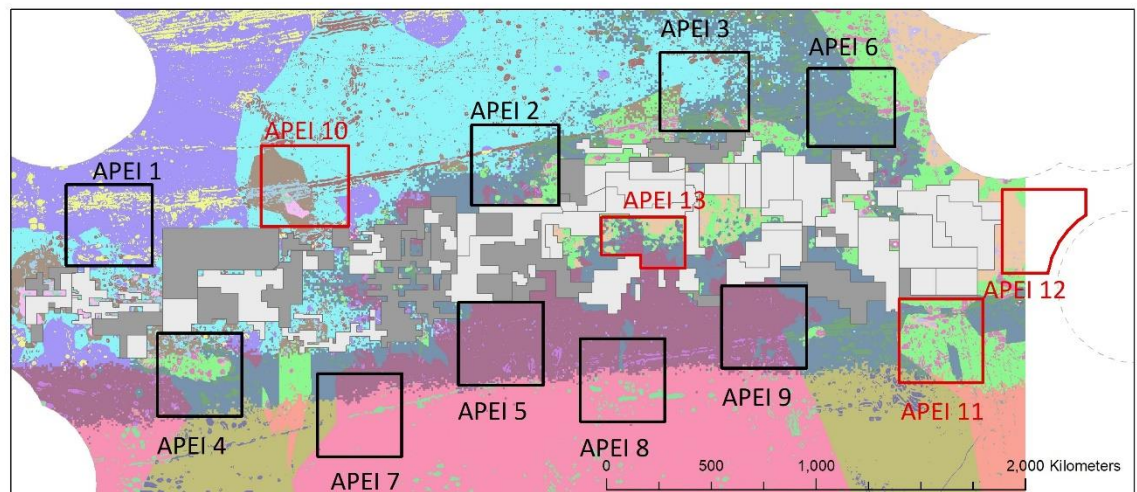 APEI 3
APEI 6
APEI 2
APEI 10
APEI 1
APEI 13
APEI 12
APEI 9
APEI 11
APEI 5
APEI 4
APEI 8
APEI 7
0 500 1,000 2,000 Kilometers